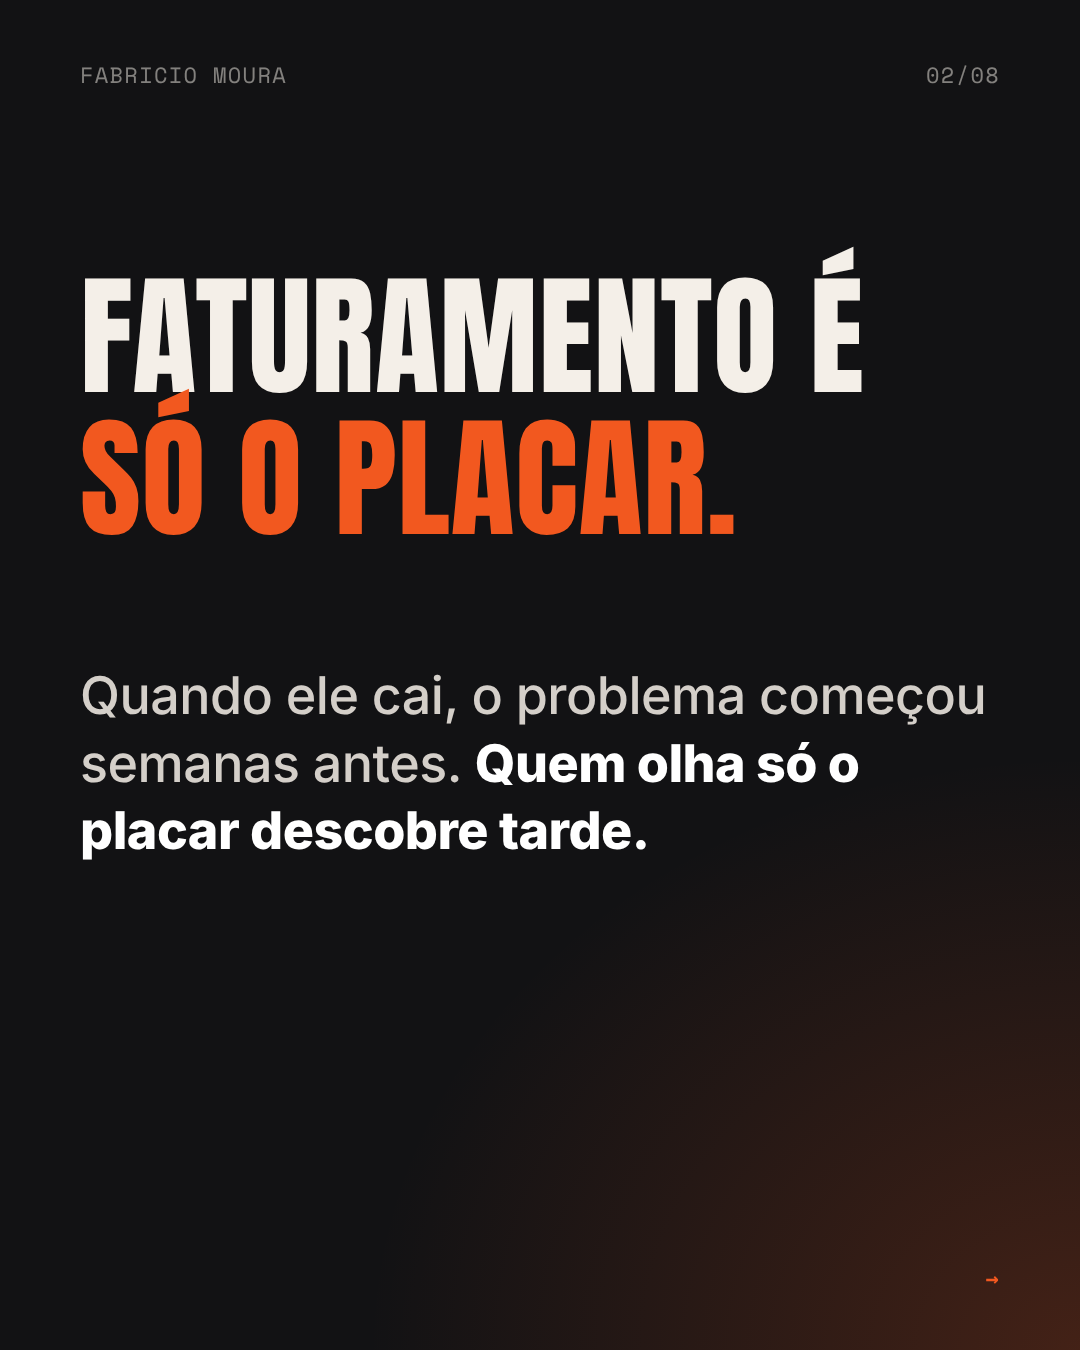 FABRICIO MOURA
02/08
FATURAMENTO É
SÓ O PLACAR.
Quando ele cai, o problema começou
semanas antes. Quem olha só o
placar descobre tarde.
→